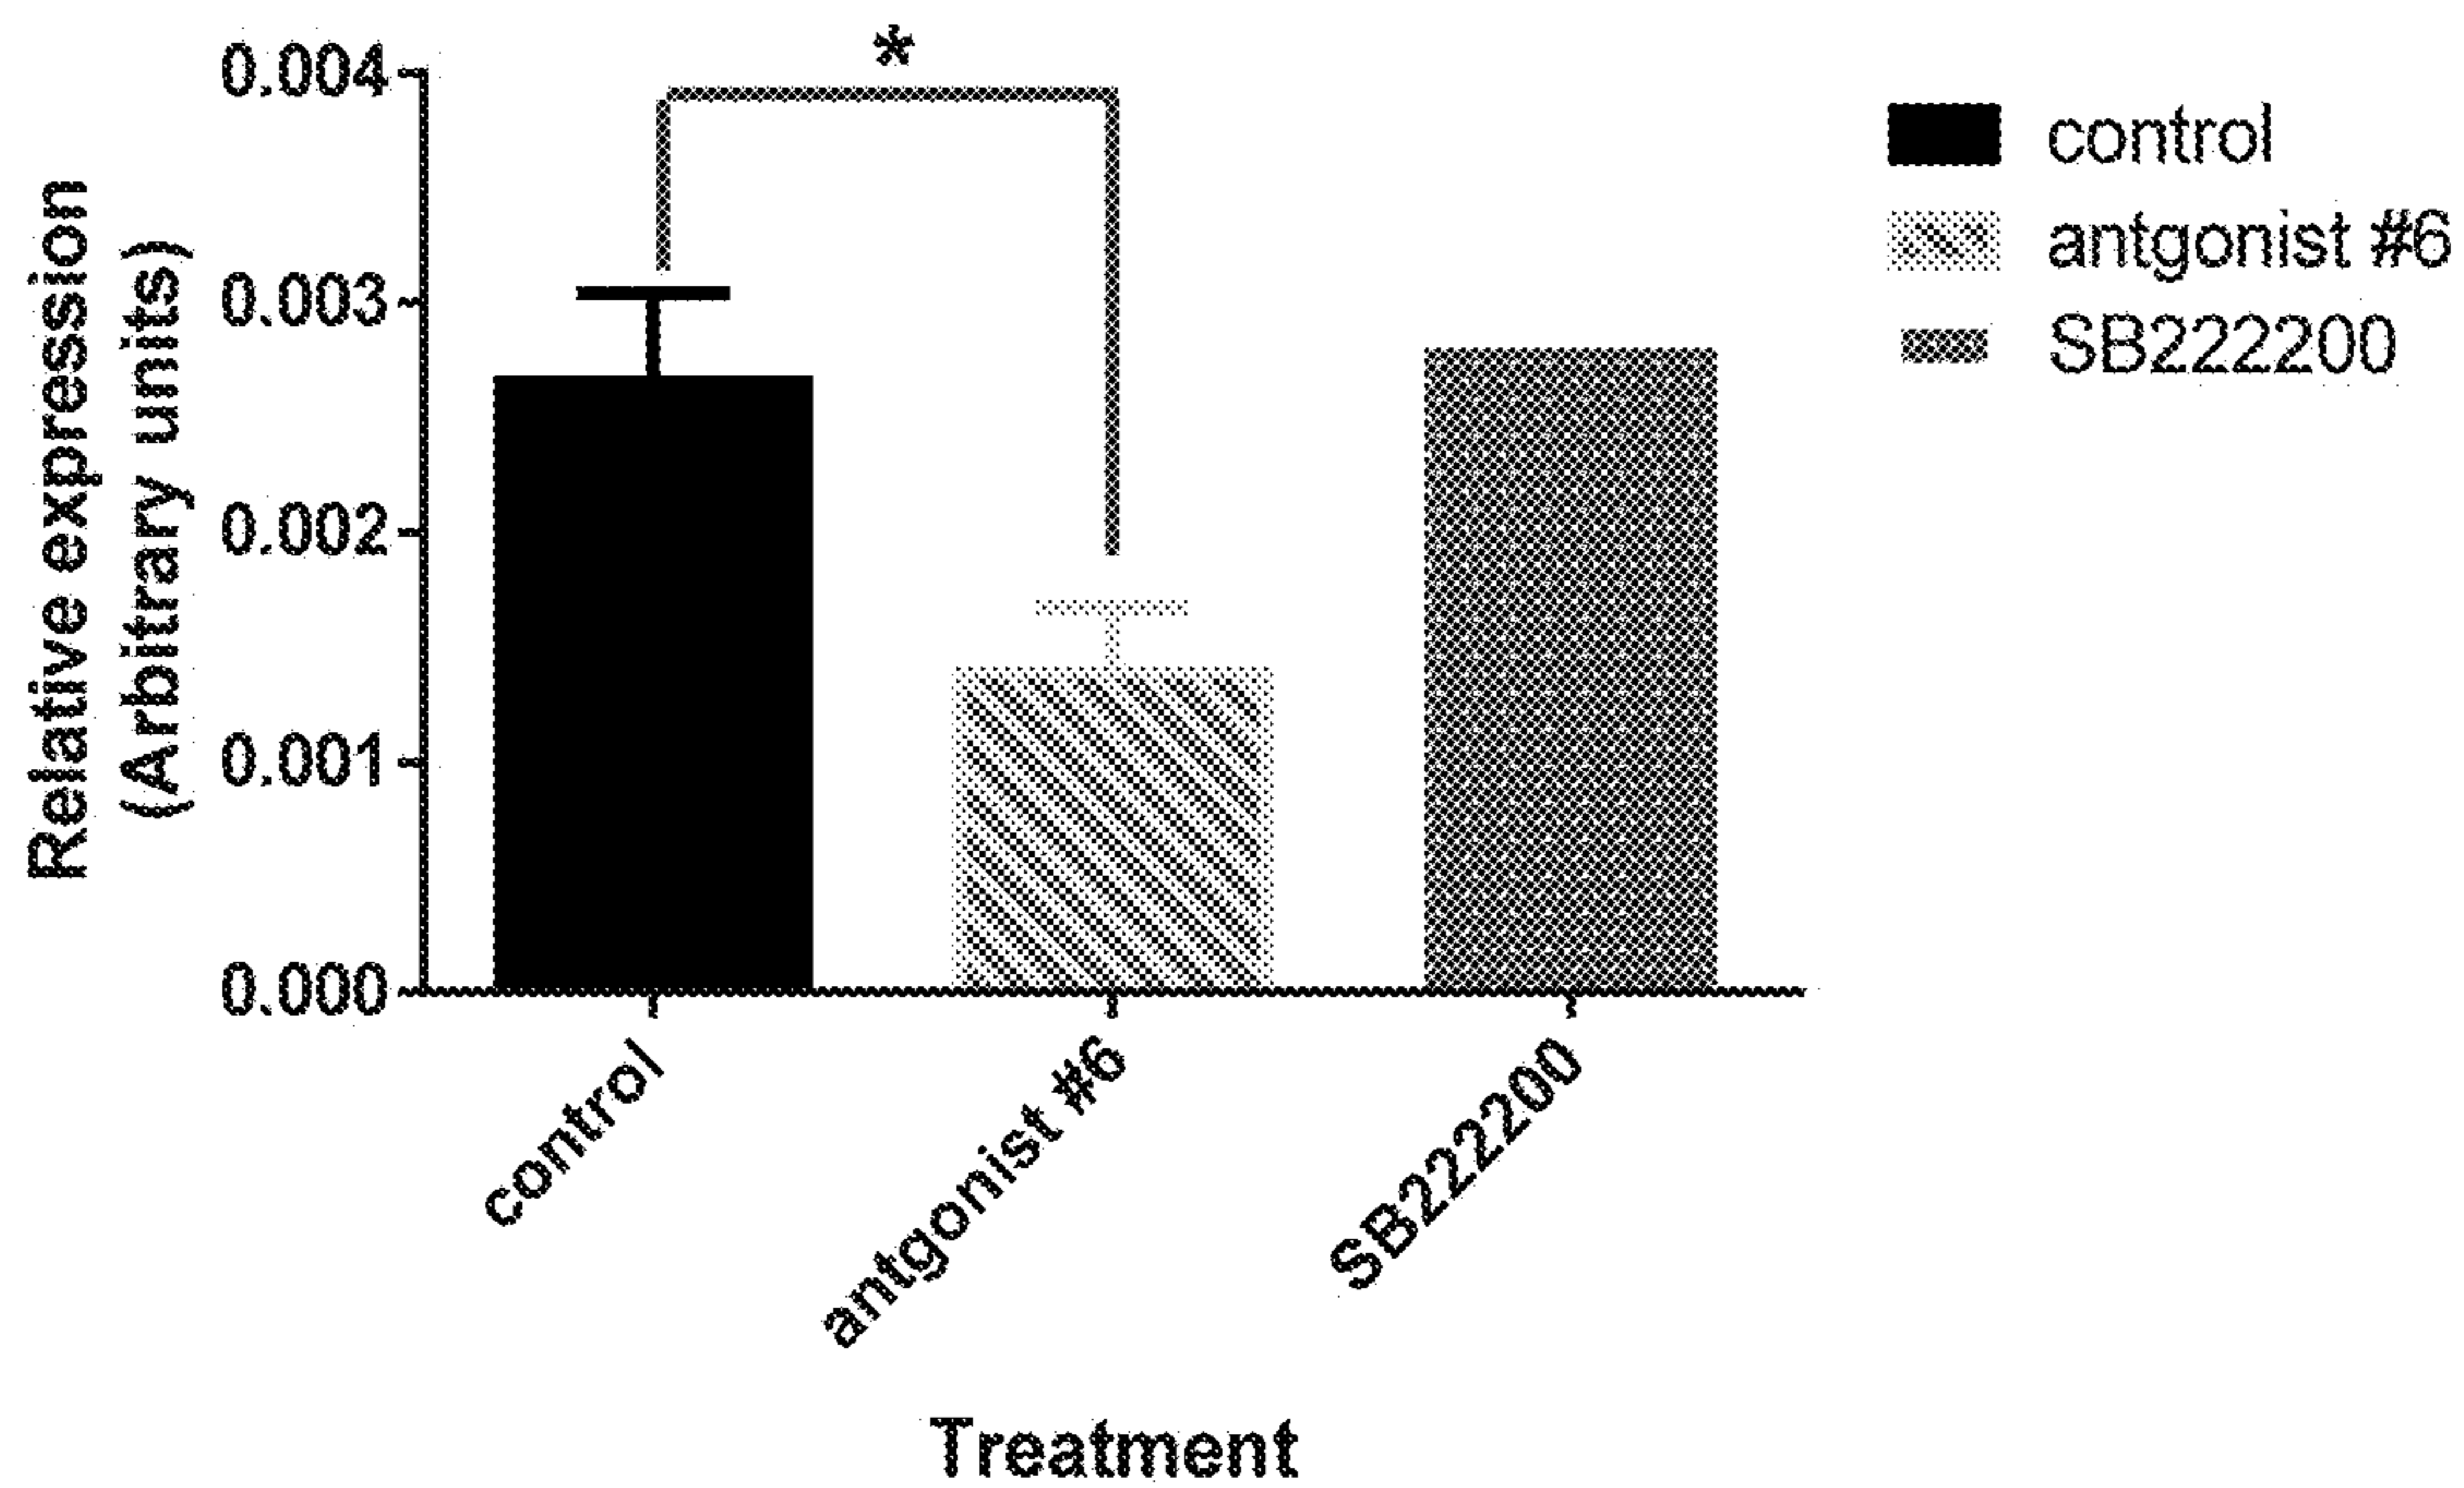 *
0.004
0.003
0.002
0.001
0.000
Relative expression
(Arbitrary units)
control
antgonist #6
SB222200
control
antgonist #6
SB222200
Treatment